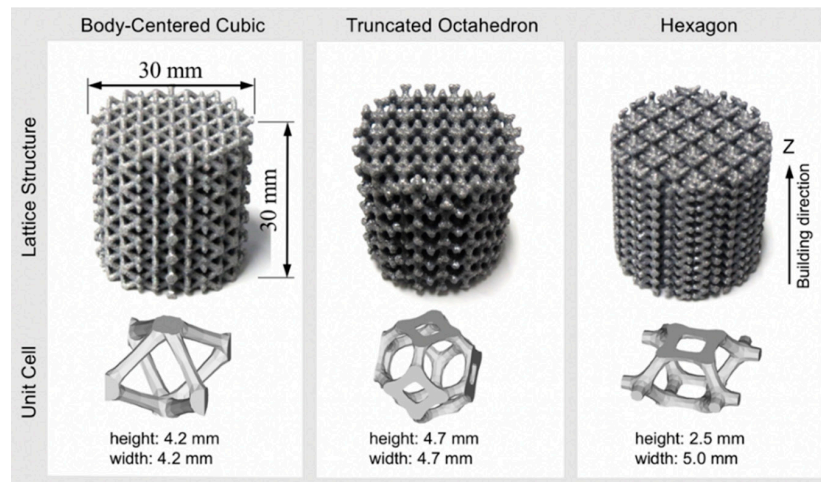 Body-Centered Cubic
Truncated Octahedron
Hexagon
Lattice Structure
30 mm
30 mm
Z
Building direction
Unit Cell
height: 4.2 mm
width: 4.2 mm
height: 4.7 mm
width: 4.7 mm
height: 2.5 mm
width: 5.0 mm